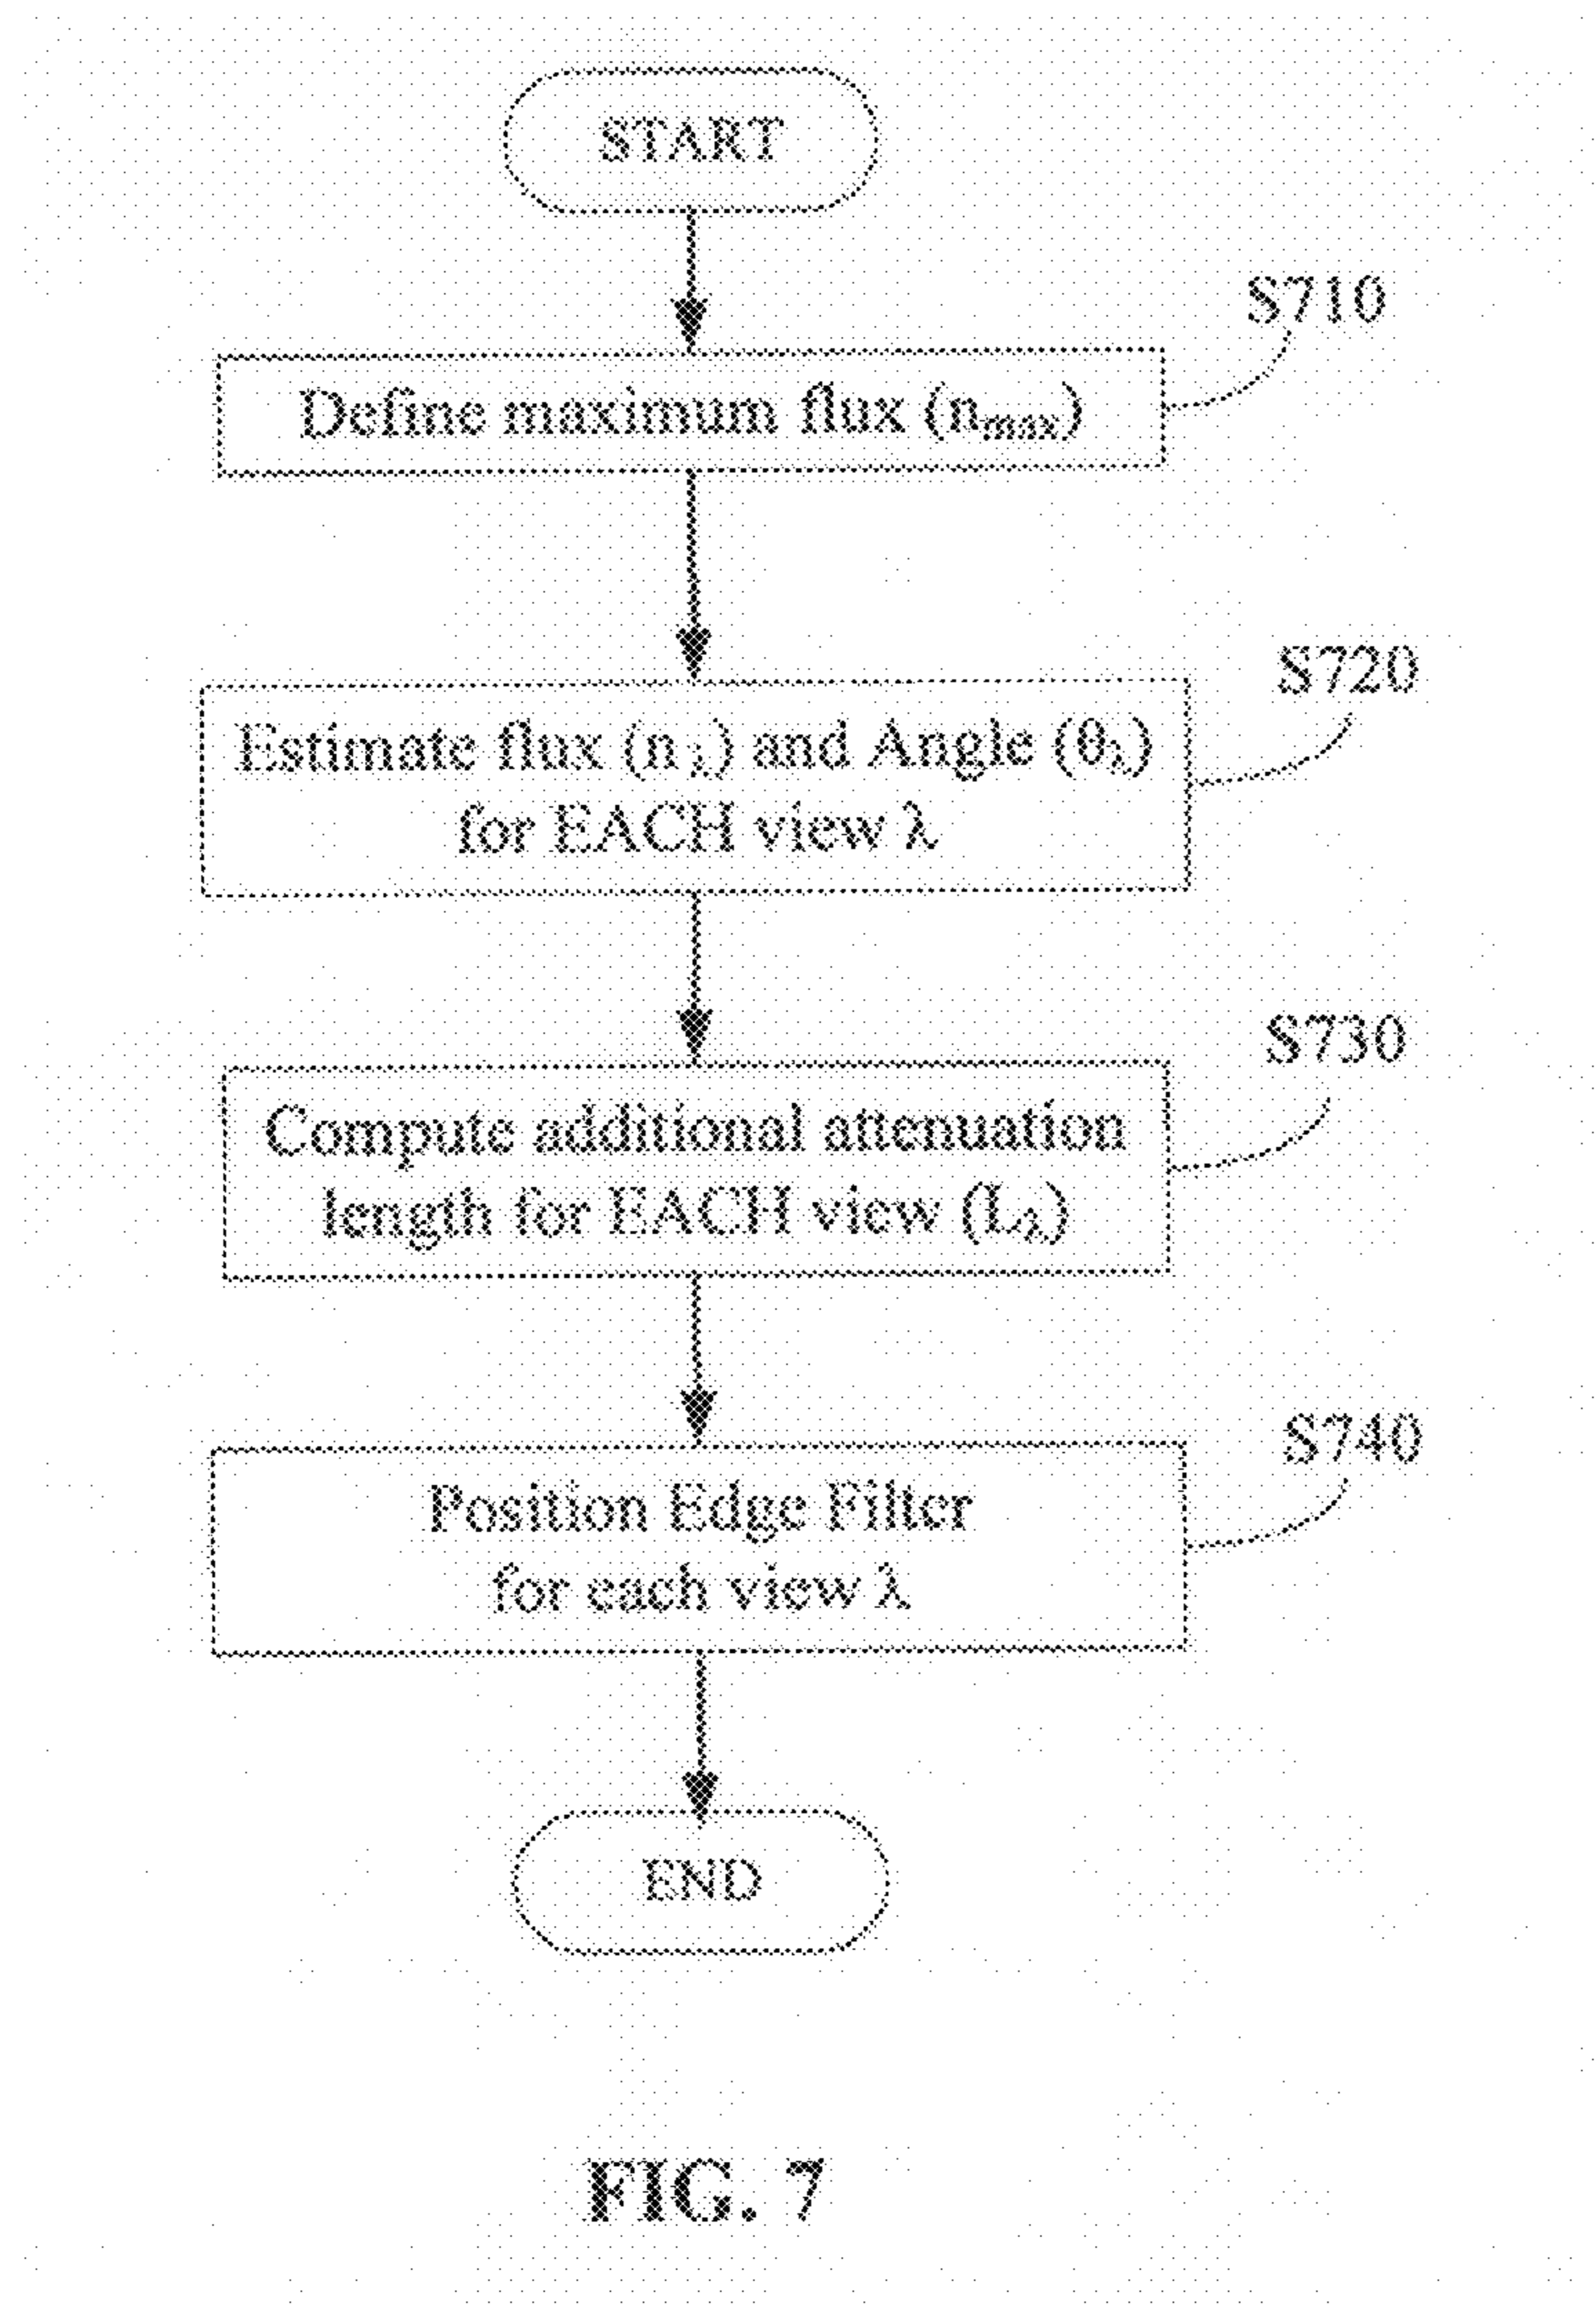 START
S710
Define maximum flux (nmax)
S720
Estimate flux (nλ) and Angle (θλ)
for EACH view λ
S730
Compute additional attenuation
length for EACH view (Lλ)
S740
Position Edge Filter
for each view λ
END
FIG. 7